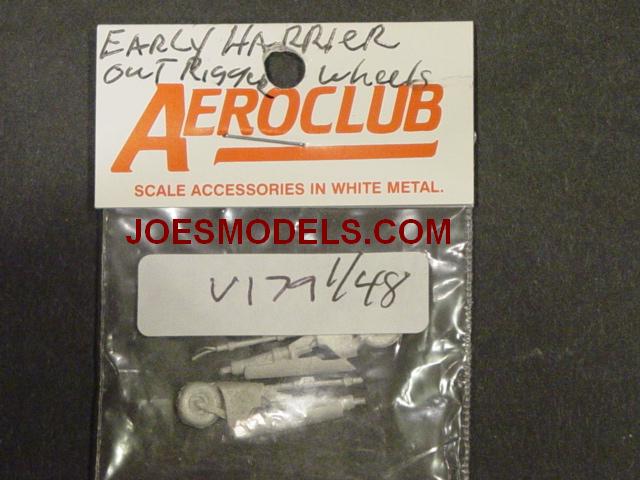 EARLY HARRIER
OUTRIGGER Wheels
AEROCLUB
SCALE ACCESSORIES IN WHITE METAL.
JOESMODELS.COM
V179 1/48